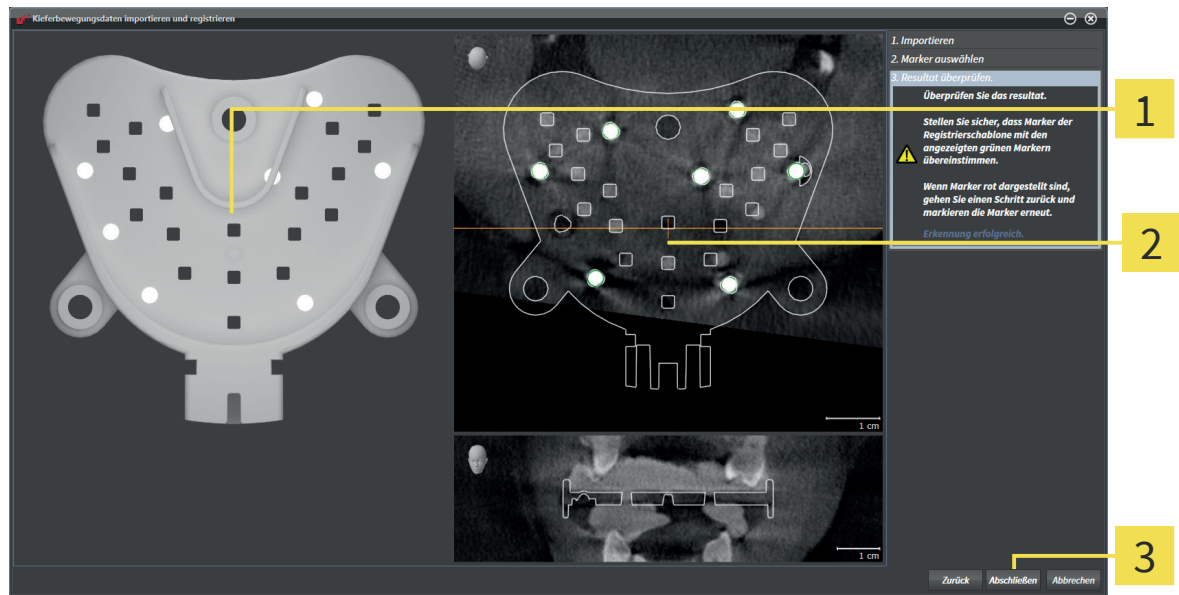 Kieferbewegungsdaten importieren und registrieren
1. Importieren
2. Marker auswählen
3. Resultat überprüfen.
Überprüfen Sie das resultat.
Stellen Sie sicher, dass Marker der
Registrierschablone mit den
angezeigten grünen Markern
übereinstimmen.
Wenn Marker rot dargestellt sind,
gehen Sie einen Schritt zurück und
markieren die Marker erneut.
Erkennung erfolgreich.
1
2
1 cm
1 cm
3
Zurück Abschließen Abbrechen